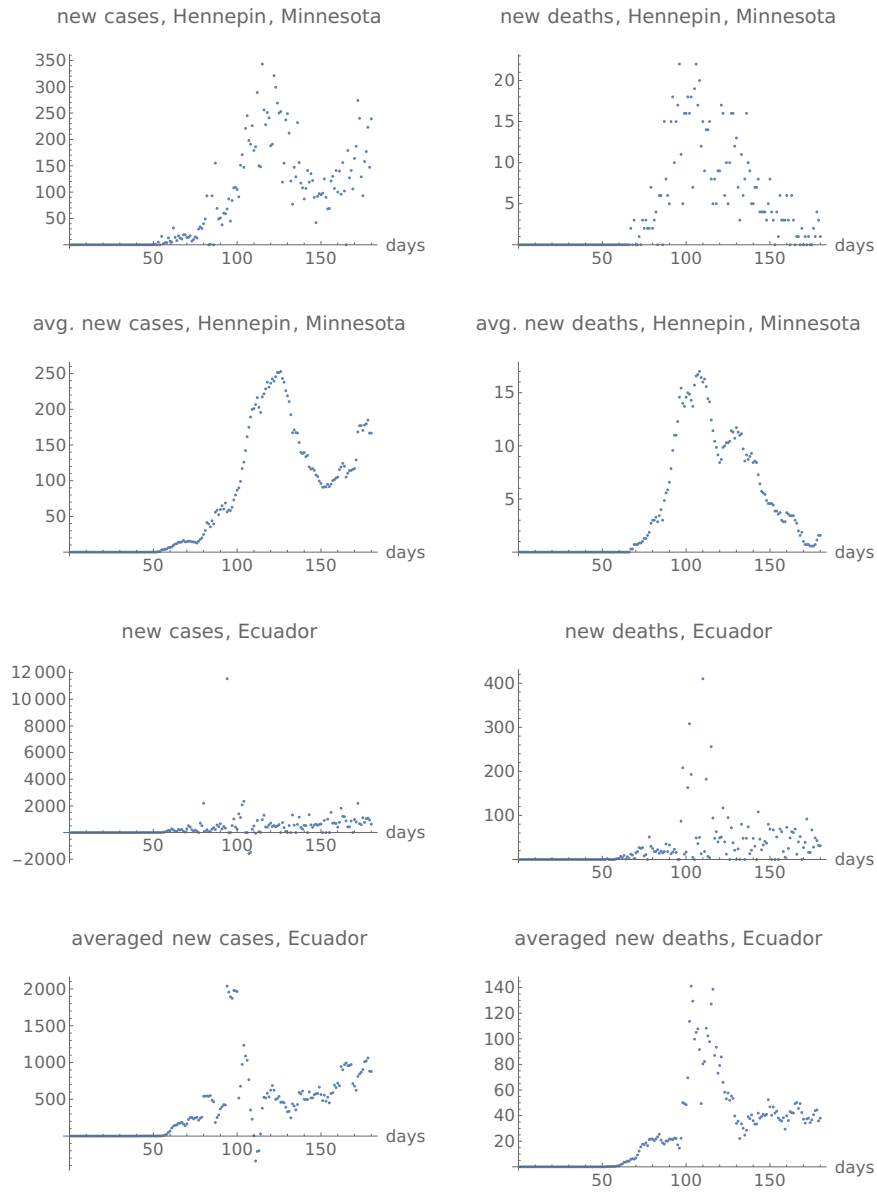 new cases, Hennepin, Minnesota
350
300
250
200
150
100
50
50 100 150 days
new deaths, Hennepin, Minnesota
20
15
10
5
50 100 150 days
avg. new cases, Hennepin, Minnesota
250
200
150
100
50
50 100 150 days
avg. new deaths, Hennepin, Minnesota
15
10
5
50 100 150 days
new cases, Ecuador
12 000
10 000
8000
6000
4000
2000
−2000
50 100 150 days
new deaths, Ecuador
400
300
200
100
50 100 150 days
averaged new cases, Ecuador
2000
1500
1000
500
50 100 150 days
averaged new deaths, Ecuador
140
120
100
80
60
40
20
50 100 150 days